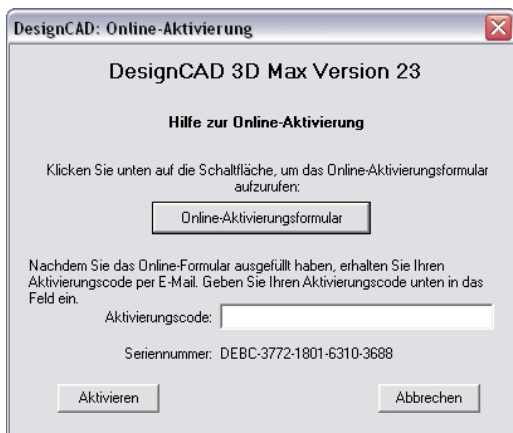 DesignCAD: Online-Aktivierung
DesignCAD 3D Max Version 23
Hilfe zur Online-Aktivierung
Klicken Sie unten auf die Schaltfläche, um das Online-Aktivierungsformular
aufzurufen:
Online-Aktivierungsformular
Nachdem Sie das Online-Formular ausgefüllt haben, erhalten Sie Ihren
Aktivierungscode per E-Mail. Geben Sie Ihren Aktivierungscode unten in das
Feld ein.
Aktivierungscode:
Seriennummer: DEBC-3772-1801-6310-3688
Aktivieren
Abbrechen